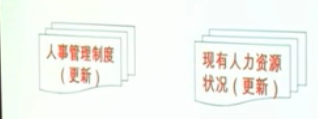 人事管理制度
（更新）
现有人力资源
状况（更新）